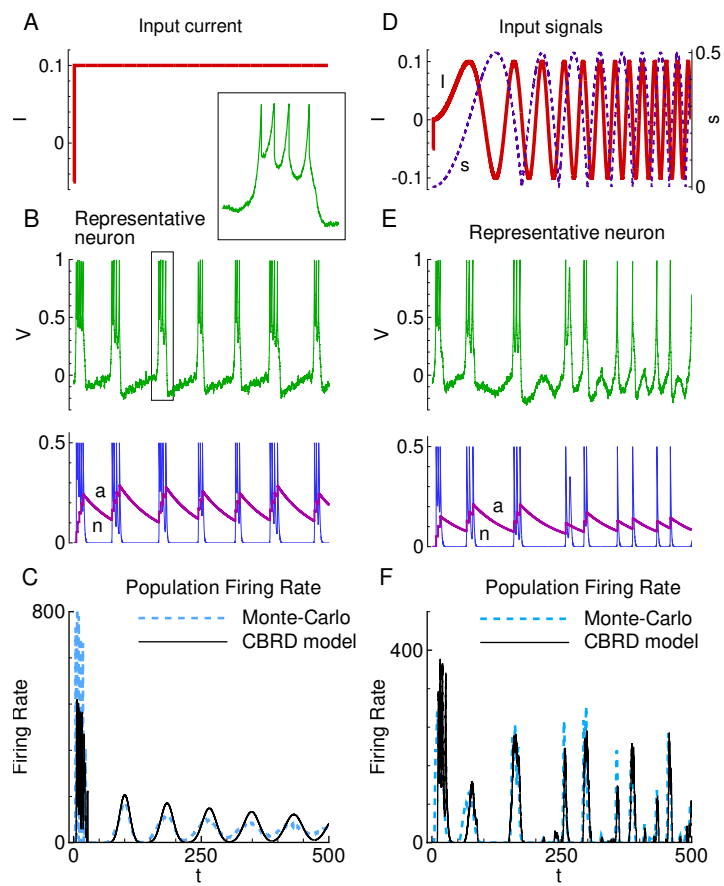 A
Input current
0.1
0
I
B
Representative
neuron
1
0.5
0
V
0.5
0
a
n
C
Population Firing Rate
800
Monte-Carlo
CBRD model
Firing Rate
0
0
250
500
t
D
Input signals
0.1
0
-0.1
I
I
s
0.5
0
s
E
Representative neuron
1
0.5
0
V
0.5
0
a
n
F
Population Firing Rate
Monte-Carlo
CBRD model
400
Firing Rate
0
0
250
500
t